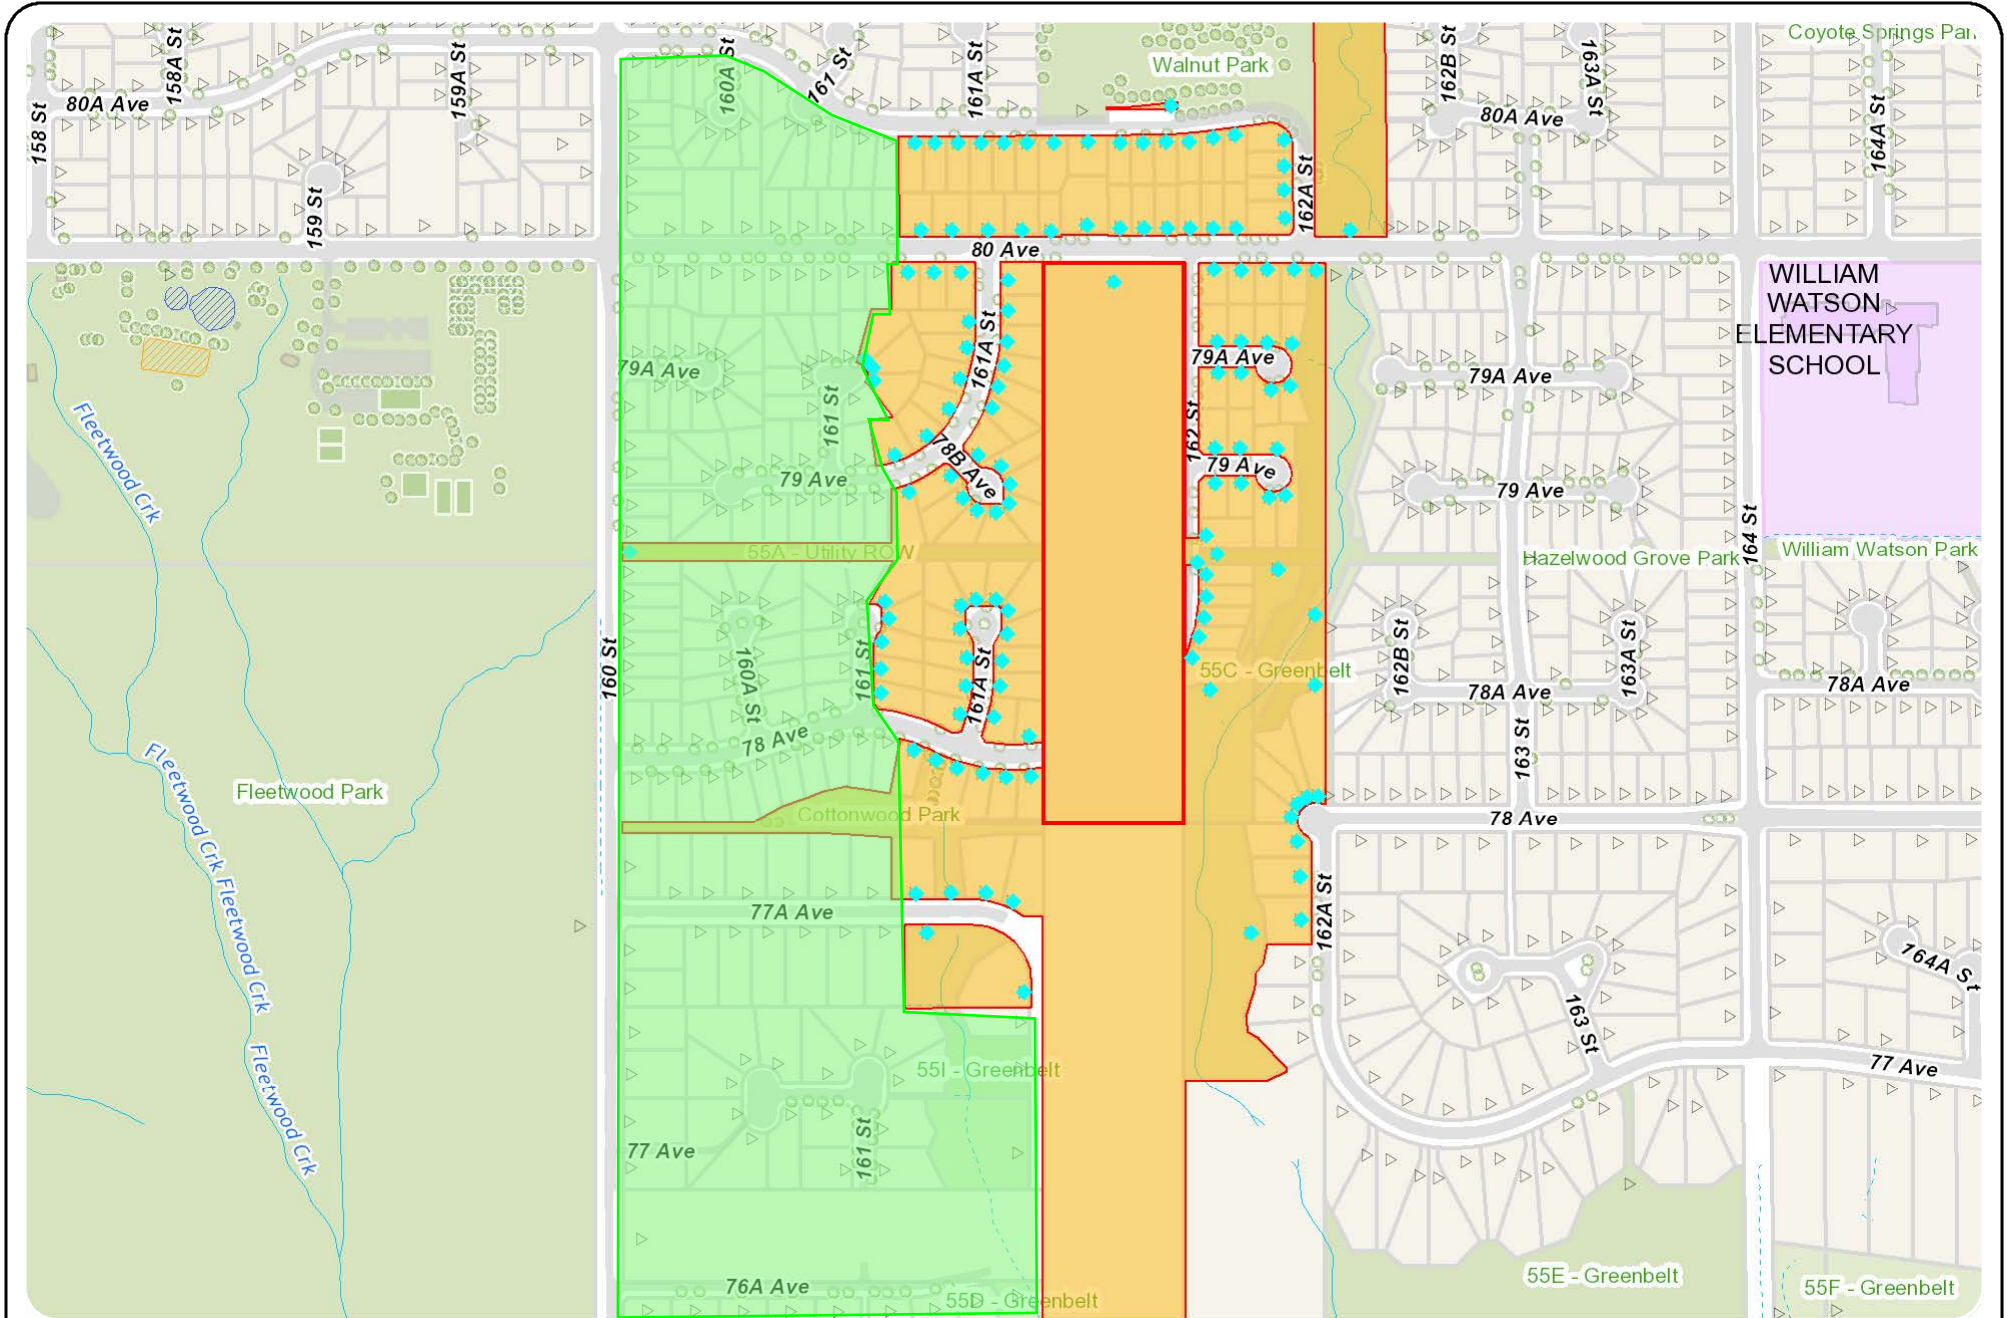 Coyote Springs Par
158A St
159A St
160A St
161 St
161A St
Walnut Park
162B St
163A St
164A St
80A Ave
158 St
80A Ave
159 St
162A St
80 Ave
WILLIAM
WATSON
ELEMENTARY
SCHOOL
79A Ave
161 St
161A St
79A Ave
79A Ave
Fleetwood Crk
162 St
78B Ave
79 Ave
79 Ave
79 Ave
164 St
55A - Utility ROW
Hazelwood Grove Park
William Watson Park
160 St
160A St
161 St
161A St
55C - Greenbelt
162B St
163A St
78A Ave
78A Ave
78 Ave
163 St
Fleetwood Crk
Fleetwood Park
Cottonwood Park
78 Ave
Fleetwood Crk
77A Ave
162A St
164A St
163 St
Fleetwood Crk
55I - Greenbelt
77 Ave
77 Ave
161 St
76A Ave
55D - Greenbelt
55E - Greenbelt
55F - Greenbelt